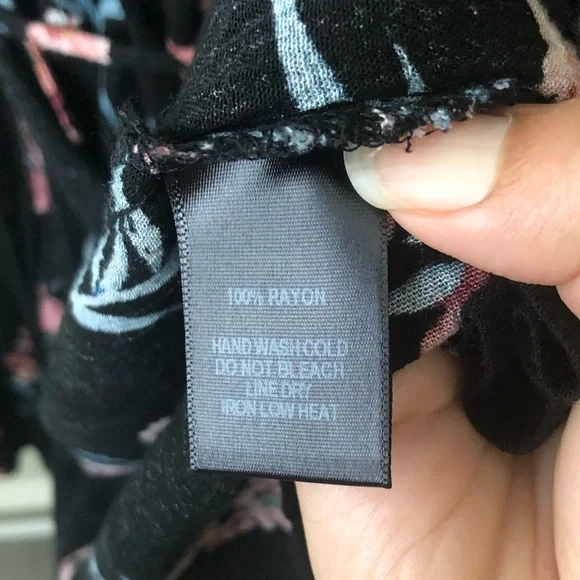 100% RAYON
HAND WASH COLD
DO NOT BLEACH
LINE DRY
IRON LOW HEAT